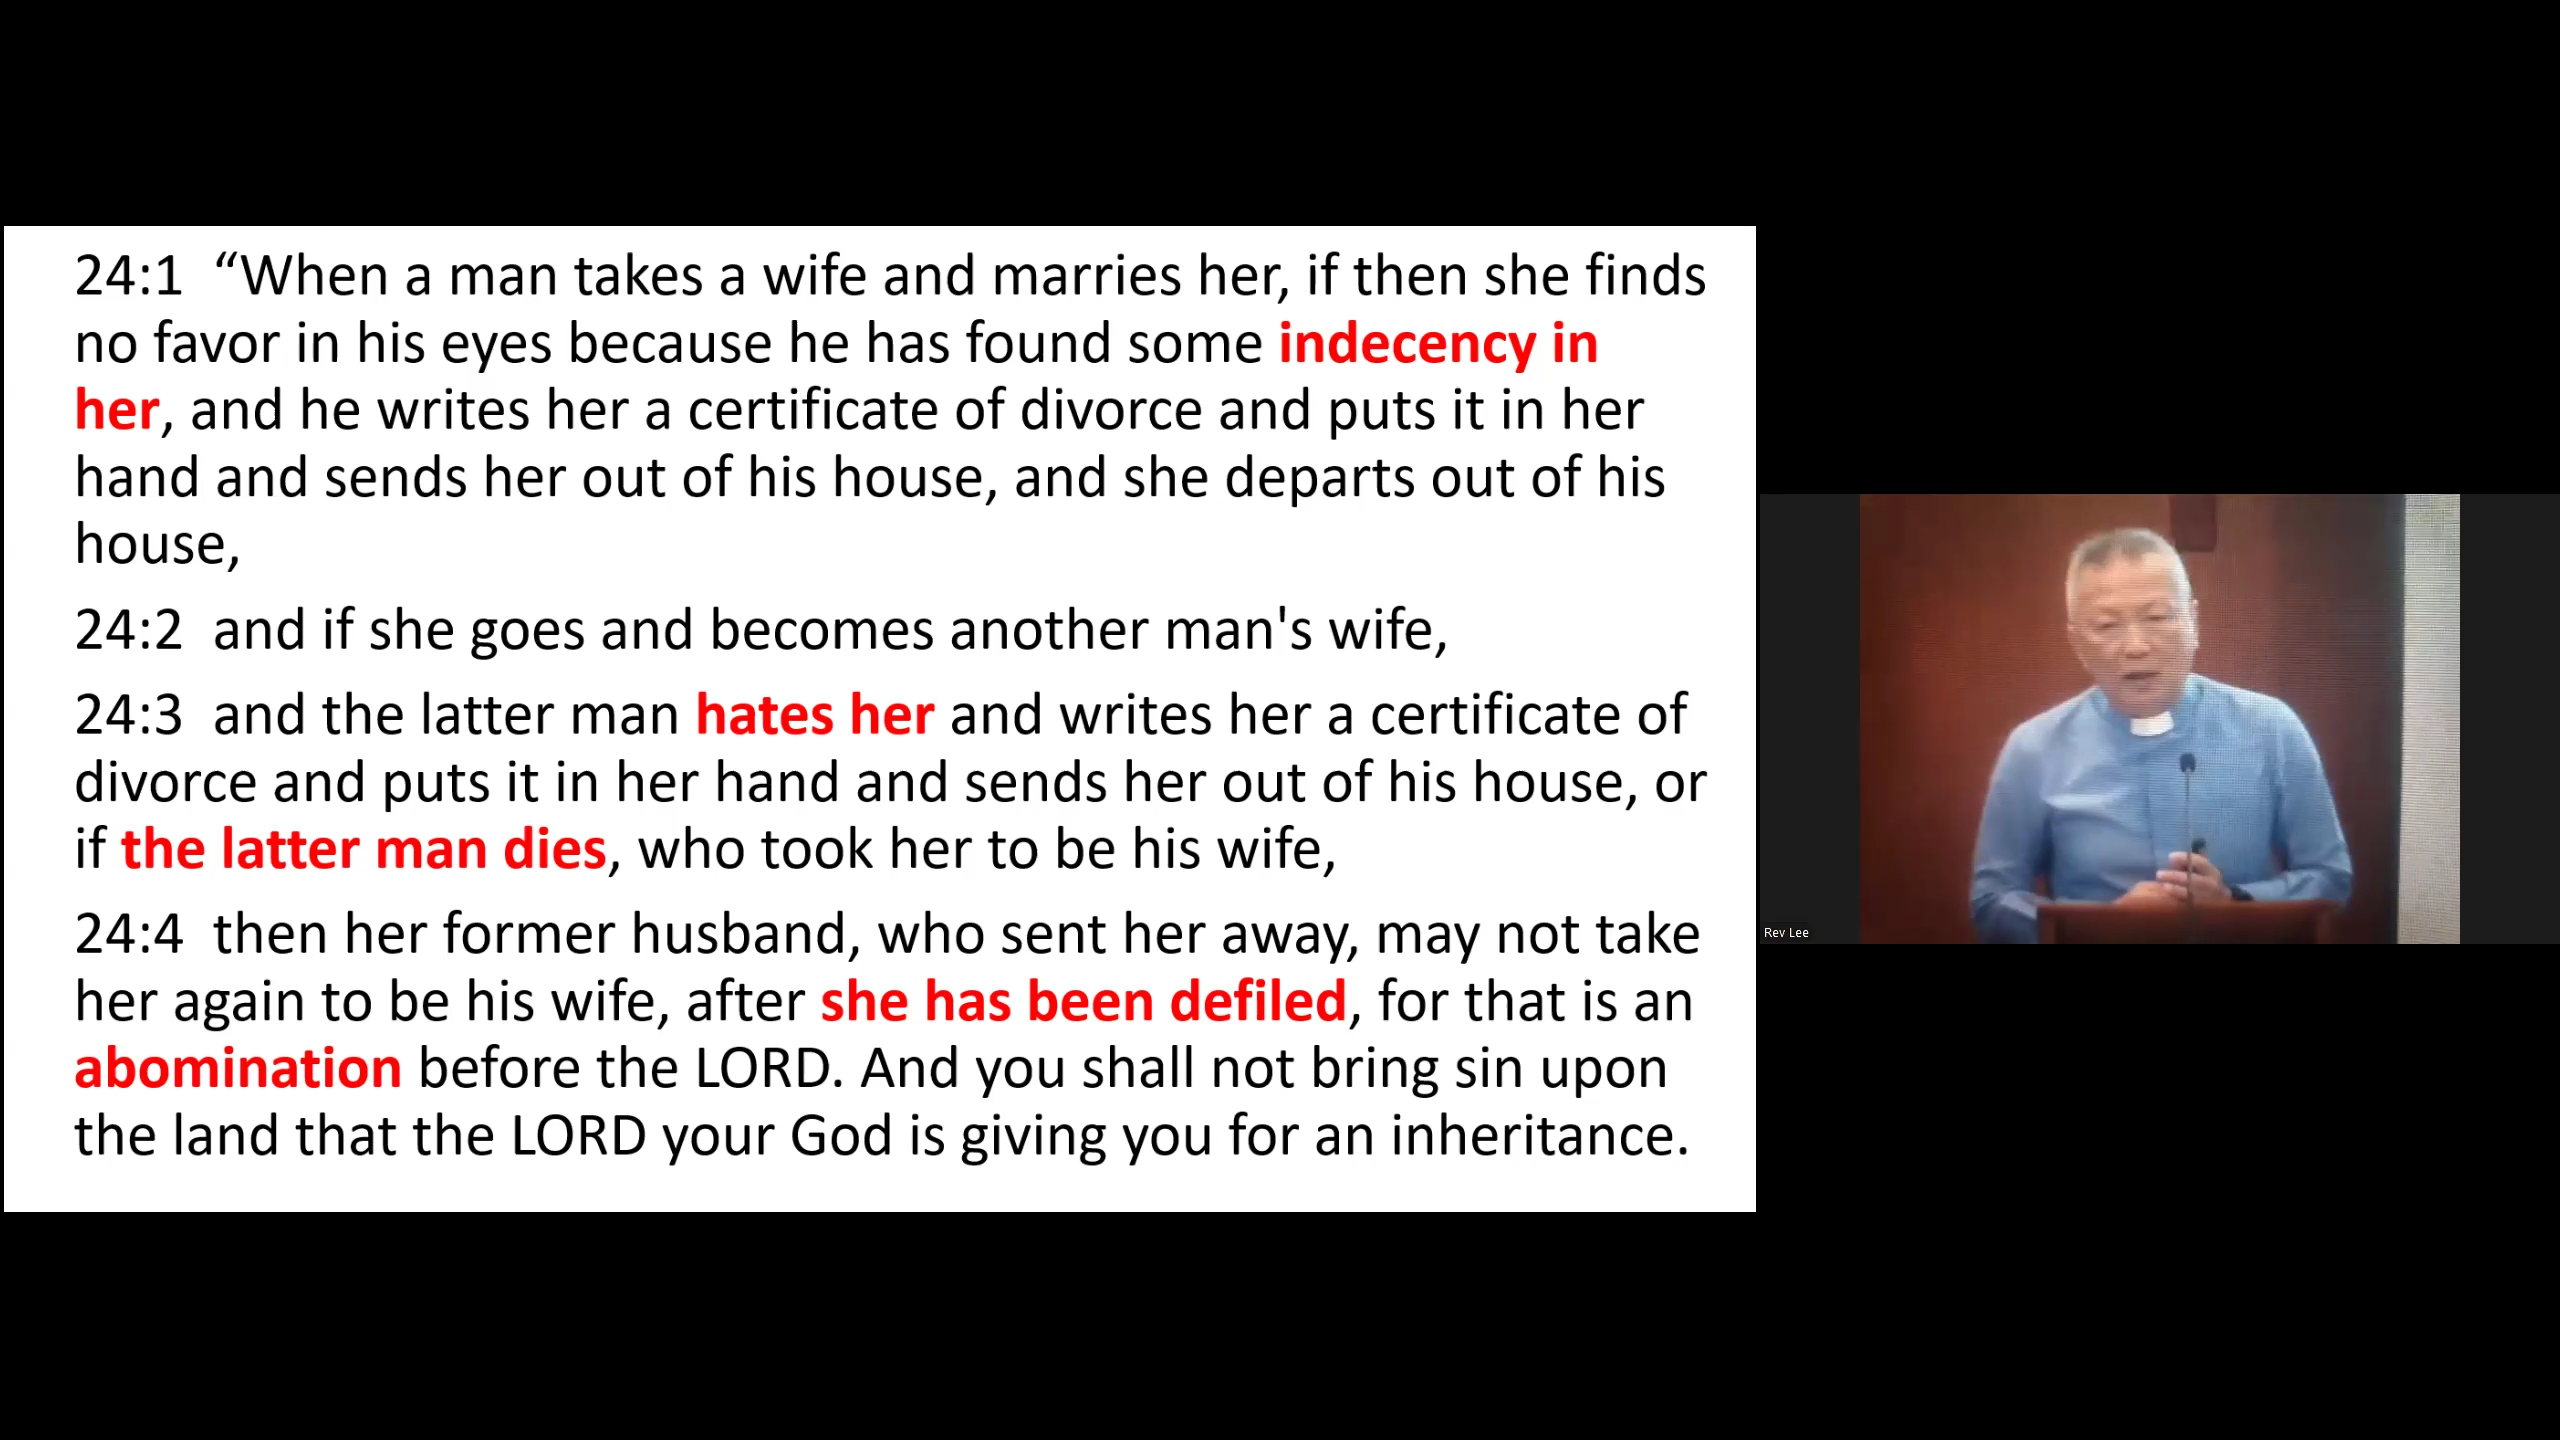 24:1 “When a man takes a wife and marries her, if then she finds
no favor in his eyes because he has found some indecency in
her, and he writes her a certificate of divorce and puts it in her
hand and sends her out of his house, and she departs out of his
house,
24:2 and if she goes and becomes another man's wife,
24:3 and the latter man hates her and writes her a certificate of
divorce and puts it in her hand and sends her out of his house, or
if the latter man dies, who took her to be his wife,
24:4 then her former husband, who sent her away, may not take
her again to be his wife, after she has been defiled, for that is an
abomination before the LORD. And you shall not bring sin upon
the land that the LORD your God is giving you for an inheritance.
Rev Lee